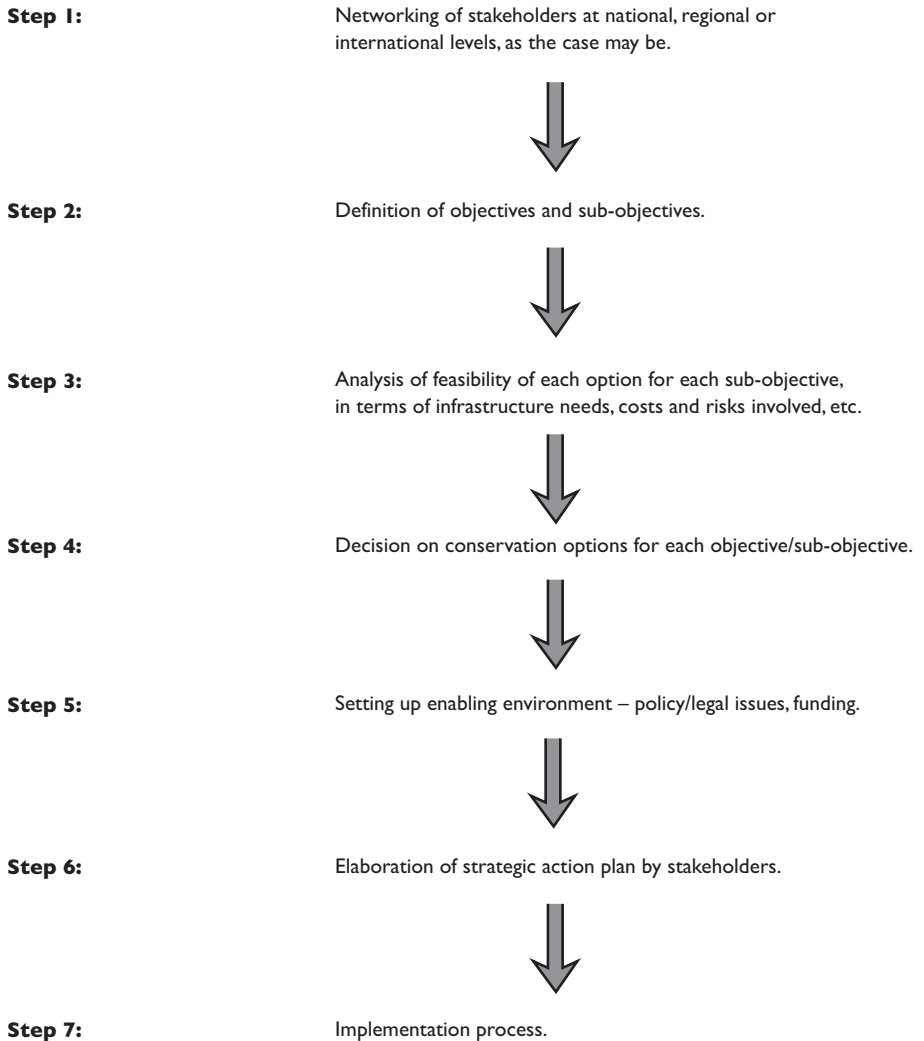 Step 1:
Networking of stakeholders at national, regional or
international levels, as the case may be.
Step 2:
Definition of objectives and sub-objectives.
Step 3:
Analysis of feasibility of each option for each sub-objective,
in terms of infrastructure needs, costs and risks involved, etc.
Step 4:
Decision on conservation options for each objective/sub-objective.
Step 5:
Setting up enabling environment – policy/legal issues, funding.
Step 6:
Elaboration of strategic action plan by stakeholders.
Step 7:
Implementation process.